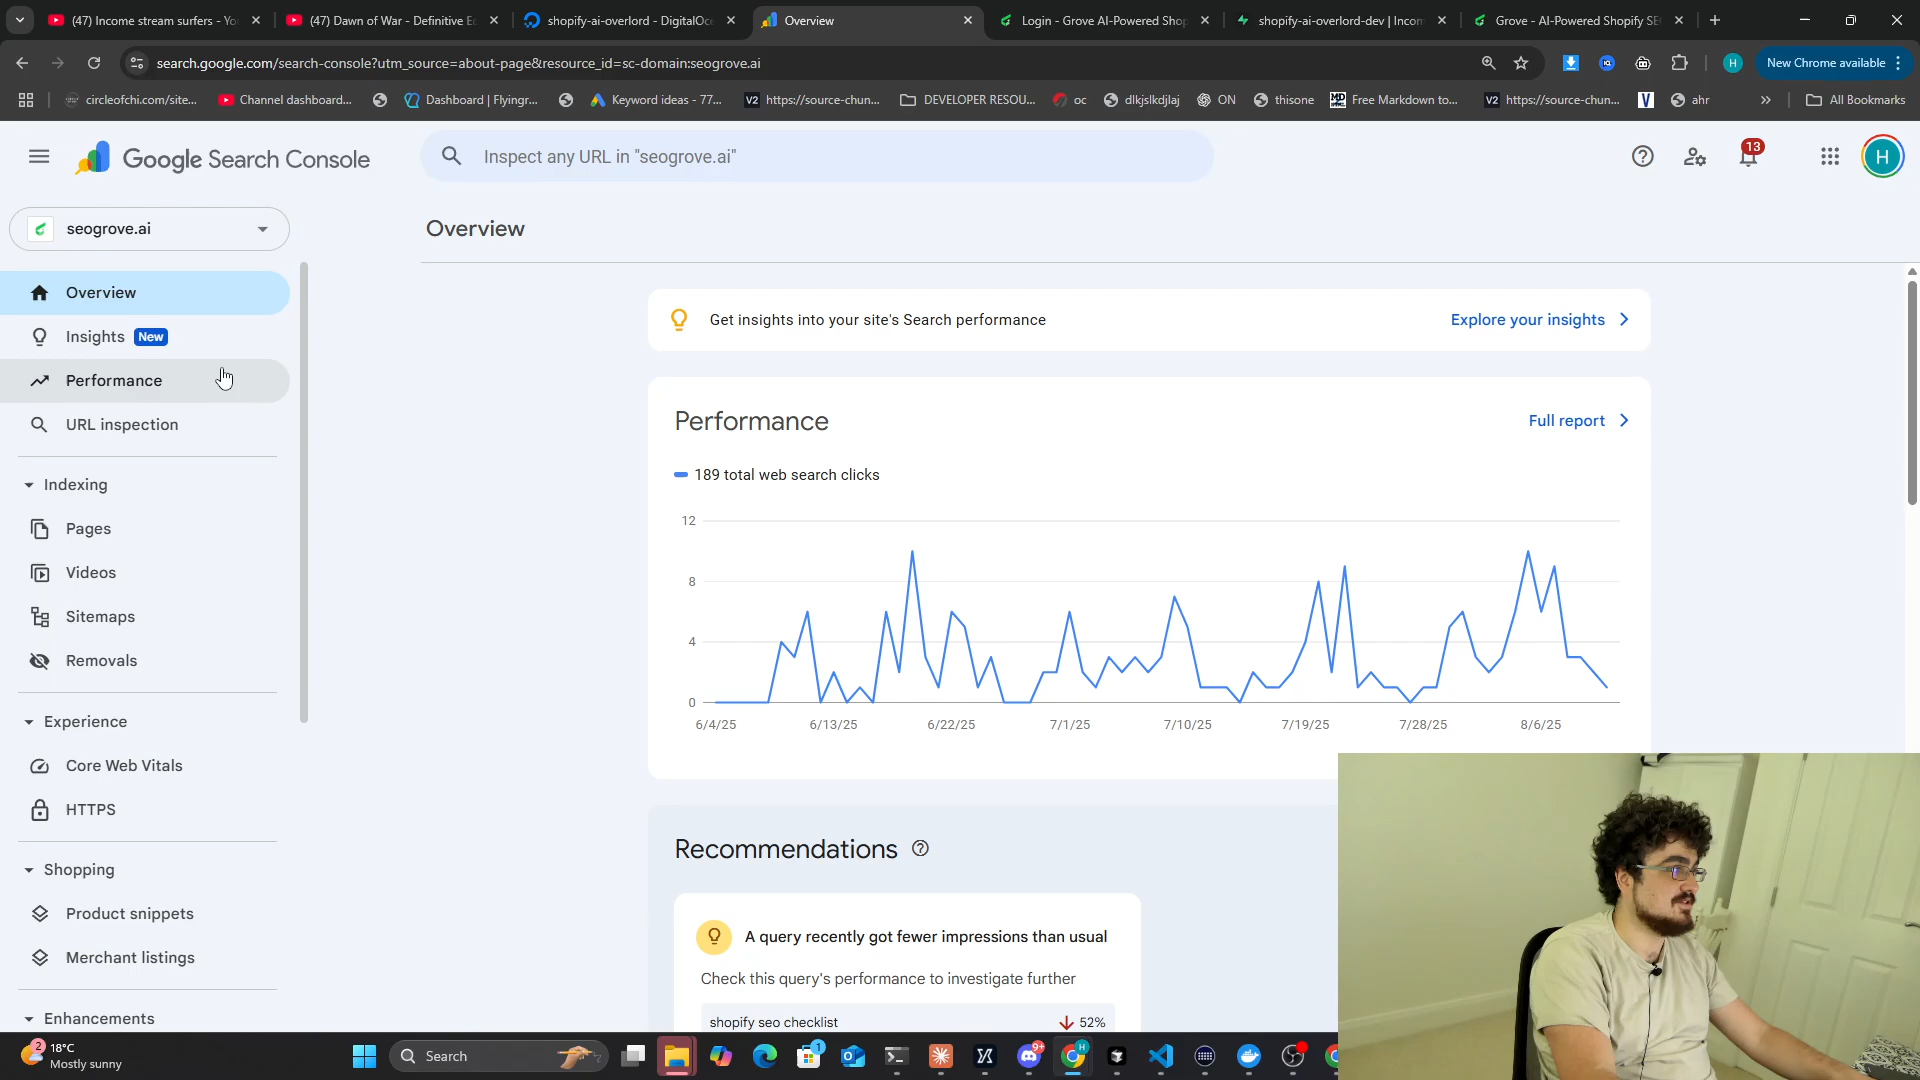 (47) Income stream surfers - Yo
(47) Dawn of War - Definitive E
shopify-ai-overlord - DigitalOc
Overview
Login - Grove AI-Powered Shop
shopify-ai-overlord-dev | Incom
Grove - AI-Powered Shopify SE
search.google.com/search-console?utm_source=about-page&resource_id=sc-domain:seogrove.ai
H
New Chrome available
circleofchi.com/site...
Channel dashboard...
Dashboard | Flyingr...
Keyword ideas - 77...
V2 https://source-chun...
DEVELOPER RESOU...
oc
dlkjslkdjlaj
ON
thisone
Free Markdown to...
V2 https://source-chun...
V
ahr
All Bookmarks
Google Search Console
Inspect any URL in "seogrove.ai"
13
H
seogrove.ai
Overview
Overview
Insights New
Performance
URL inspection
Indexing
Pages
Videos
Sitemaps
Removals
Experience
Core Web Vitals
HTTPS
Shopping
Product snippets
Merchant listings
Enhancements
Get insights into your site's Search performance
Explore your insights
Performance
Full report
189 total web search clicks
12
8
4
0
6/4/25 6/13/25 6/22/25 7/1/25 7/10/25 7/19/25 7/28/25 8/6/25
Recommendations
A query recently got fewer impressions than usual
Check this query's performance to investigate further
shopify seo checklist 52%
2
18°C
Mostly sunny
Search
1
9+
H